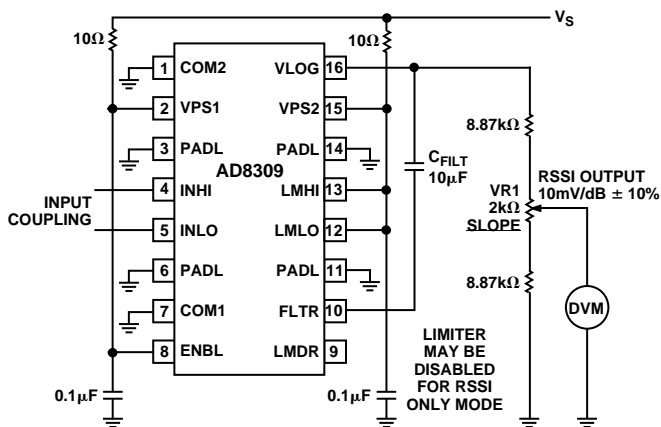 VS
10Ω
10Ω
AD8309
1 COM2
2 VPS1
3 PADL
4 INHI
5 INLO
6 PADL
7 COM1
8 ENBL
VLOG 16
VPS2 15
PADL 14
LMHI 13
LMLO 12
PADL 11
FLTR 10
LMDR 9
INPUT
COUPLING
0.1µF
0.1µF
CFILT
10µF
8.87kΩ
VR1
2kΩ
SLOPE
8.87kΩ
RSSI OUTPUT
10mV/dB ± 10%
DVM
LIMITER
MAY BE
DISABLED
FOR RSSI
ONLY MODE